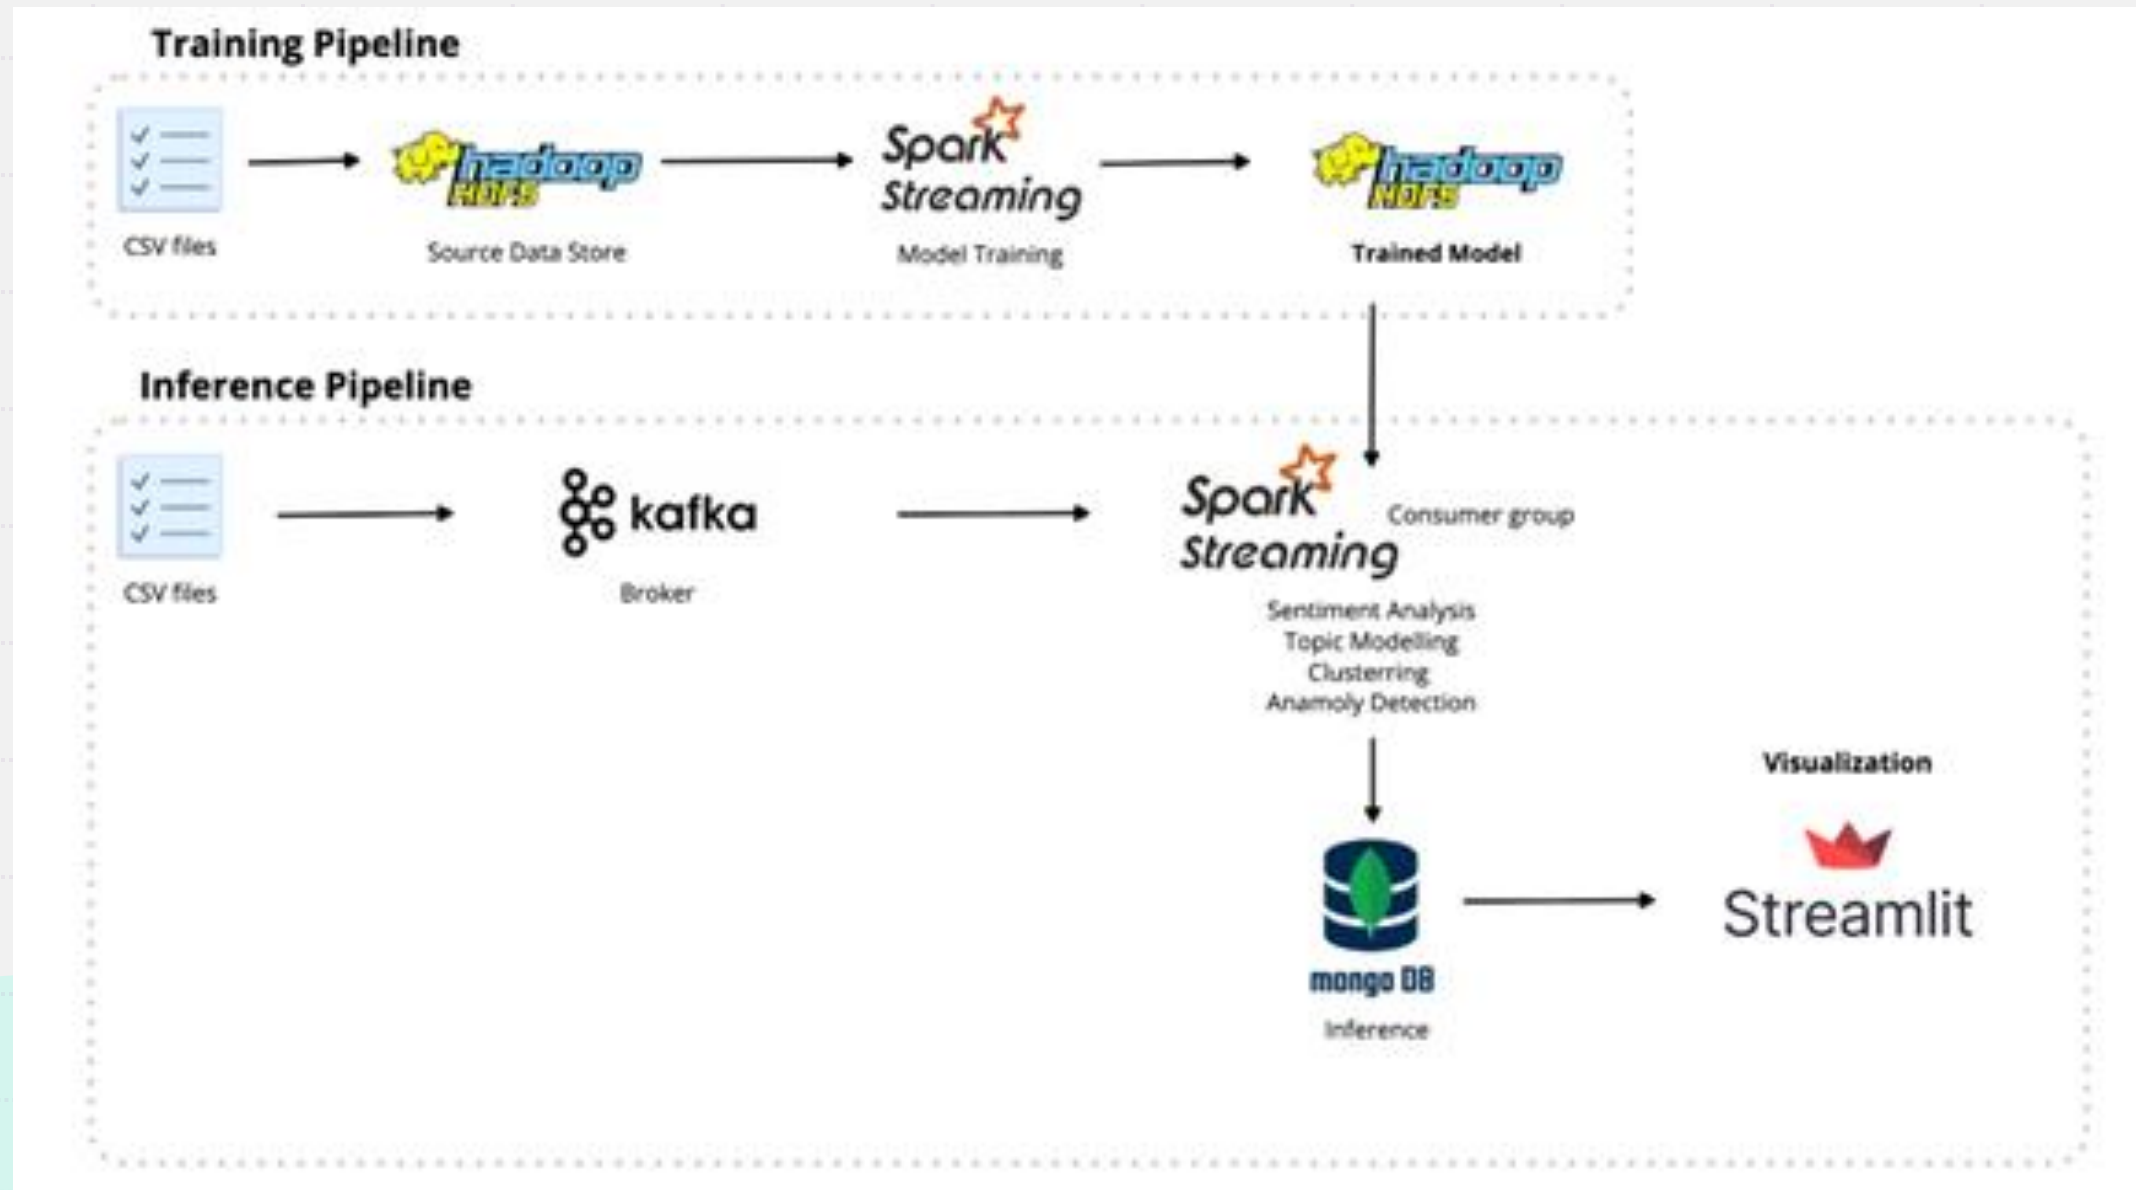 Training Pipeline
hadoop
HDFS
Spark
Streaming
hadoop
HDFS
CSV files
Source Data Store
Model Training
Trained Model
Inference Pipeline
kafka
Spark
Streaming
Consumer group
CSV files
Broker
Sentiment Analysis
Topic Modelling
Clusterring
Anamoly Detection
Visualization
Streamlit
mongo DB
Inference